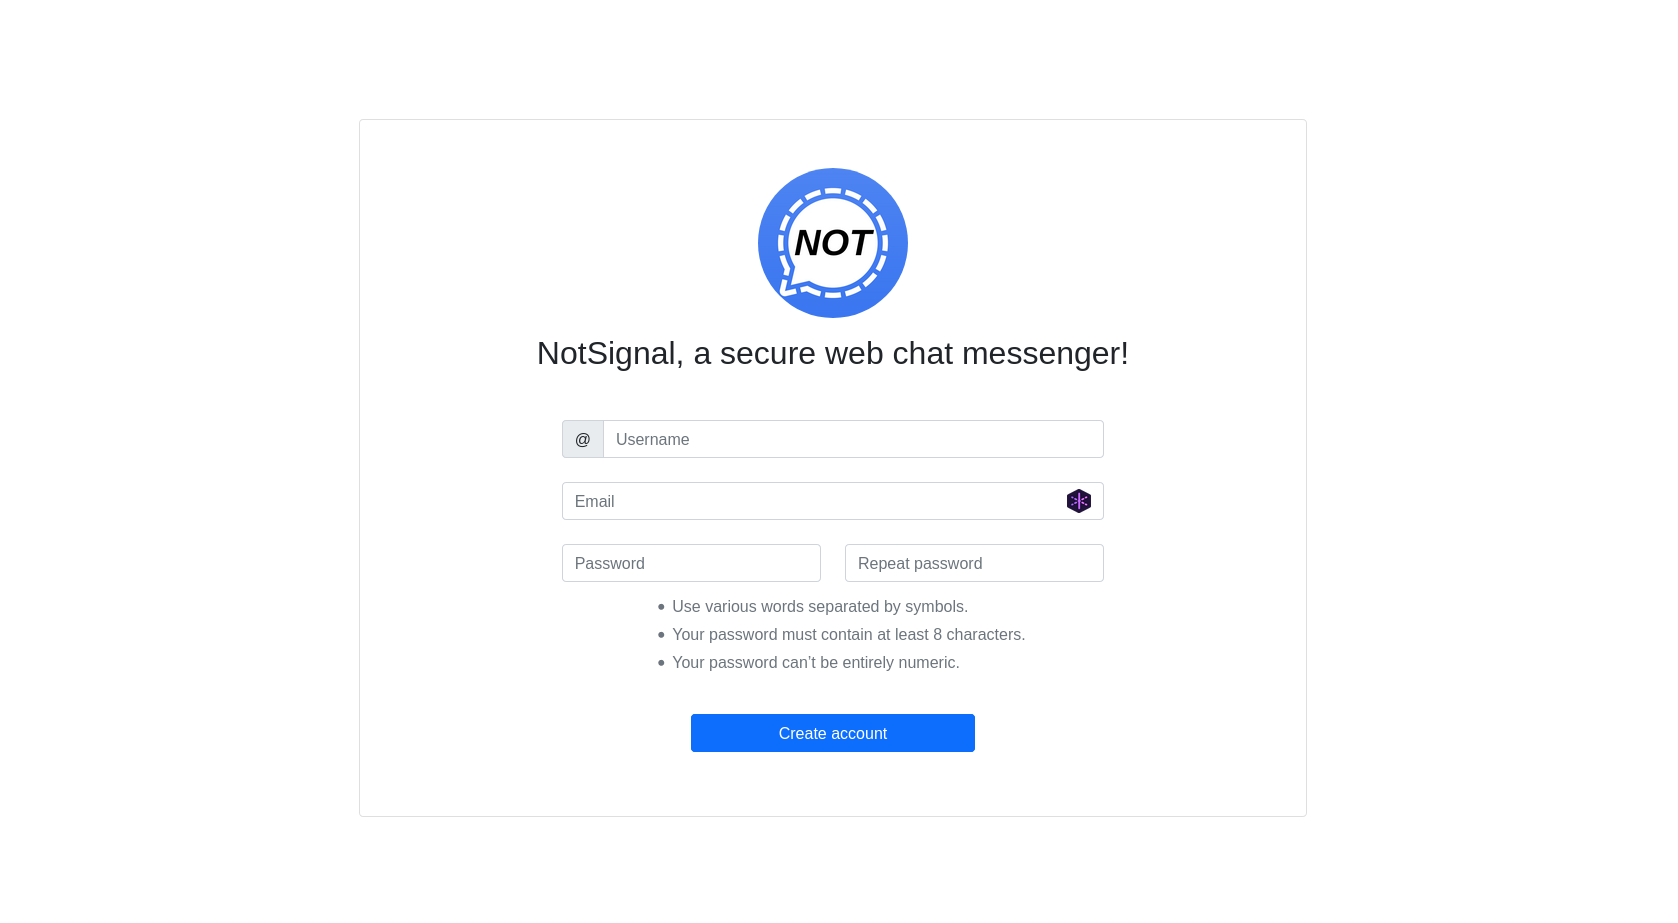 NOT
NotSignal, a secure web chat messenger!
@ Username
Email
Password Repeat password
• Use various words separated by symbols.
• Your password must contain at least 8 characters.
• Your password can’t be entirely numeric.
Create account